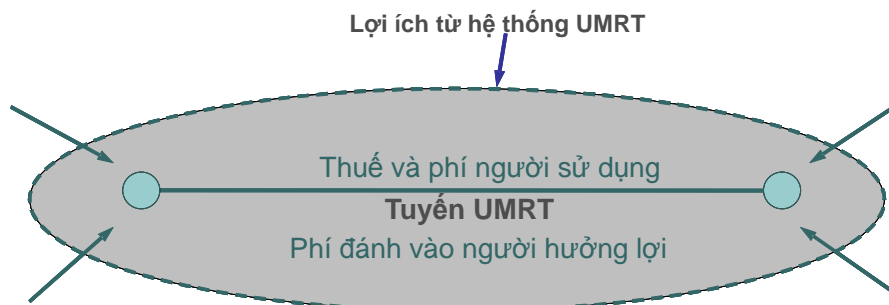 Lợi ích từ hệ thống UMRT
Thuế và phí người sử dụng
Tuyến UMRT
Phí đánh vào người hưởng lợi